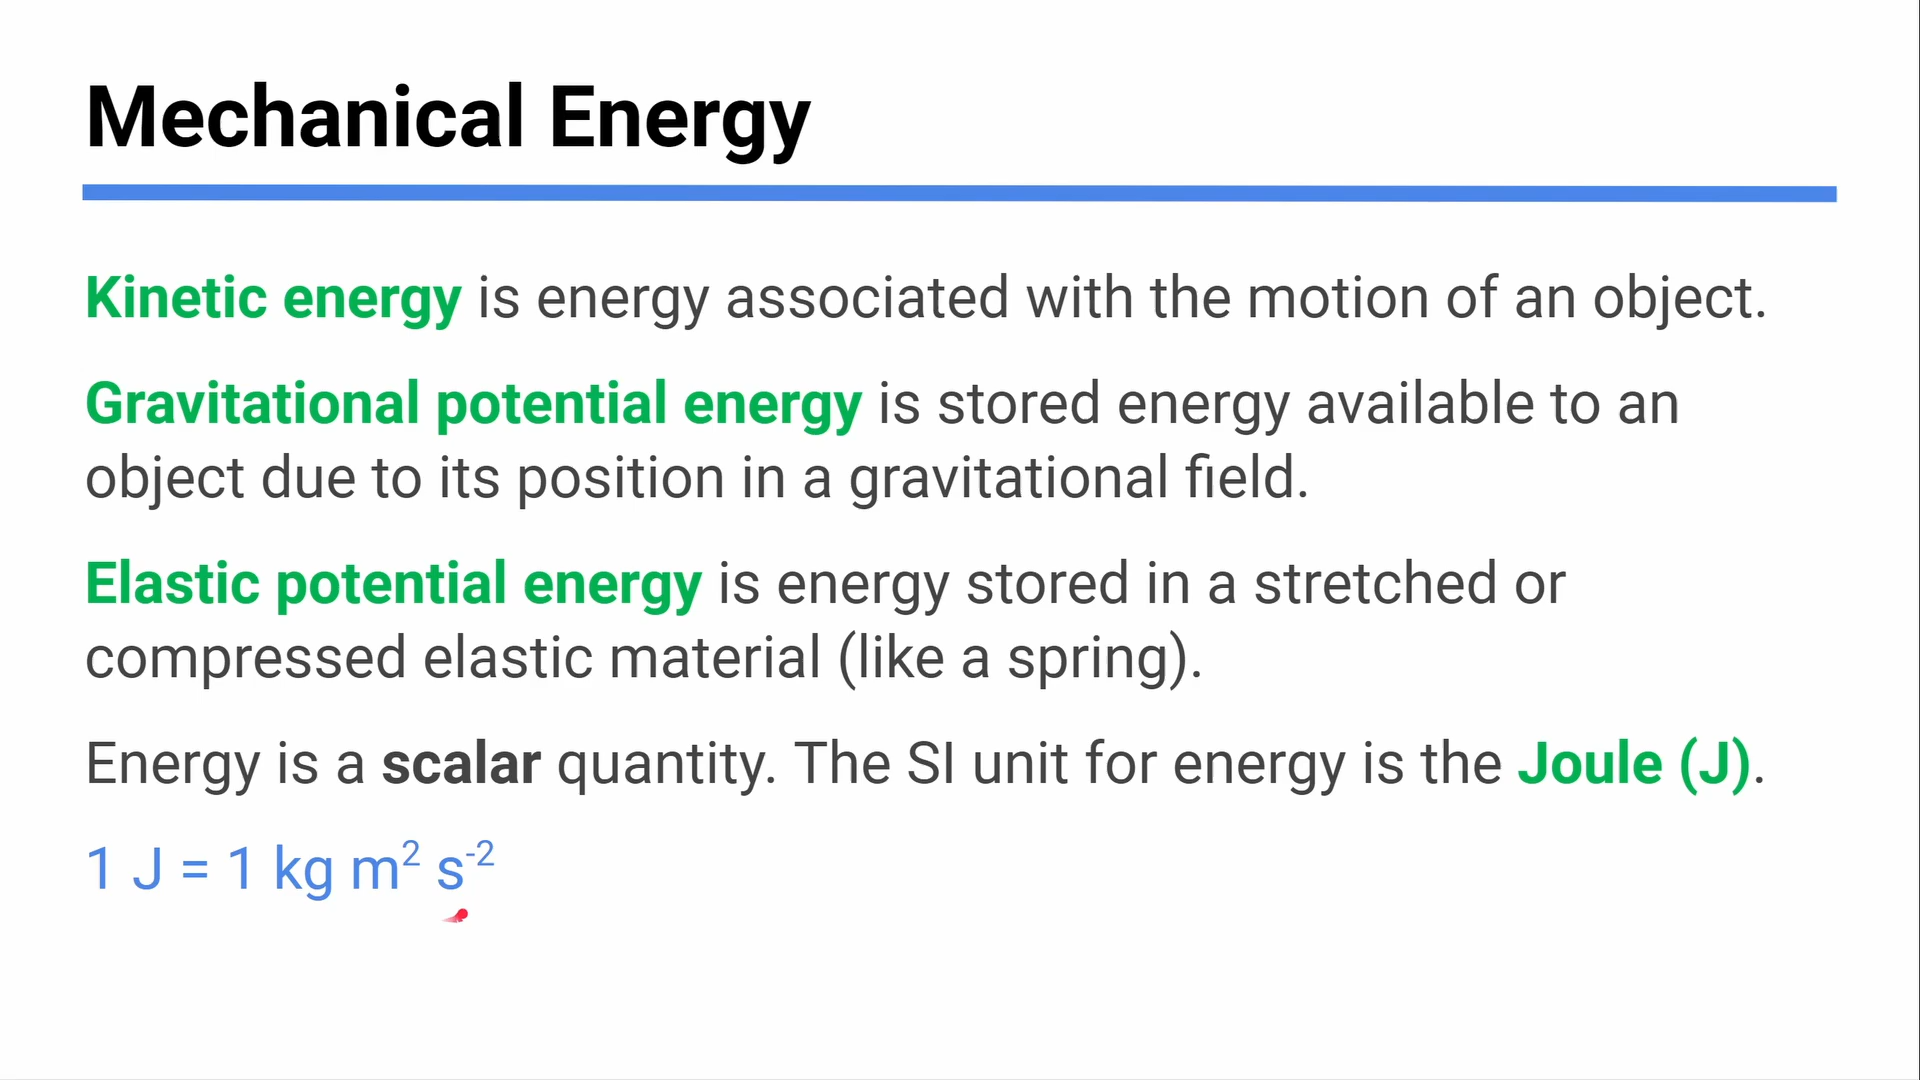 Mechanical Energy
Kinetic energy is energy associated with the motion of an object.
Gravitational potential energy is stored energy available to an
object due to its position in a gravitational field.
Elastic potential energy is energy stored in a stretched or
compressed elastic material (like a spring).
Energy is a scalar quantity. The SI unit for energy is the Joule (J).
1 J = 1 kg m² s⁻²